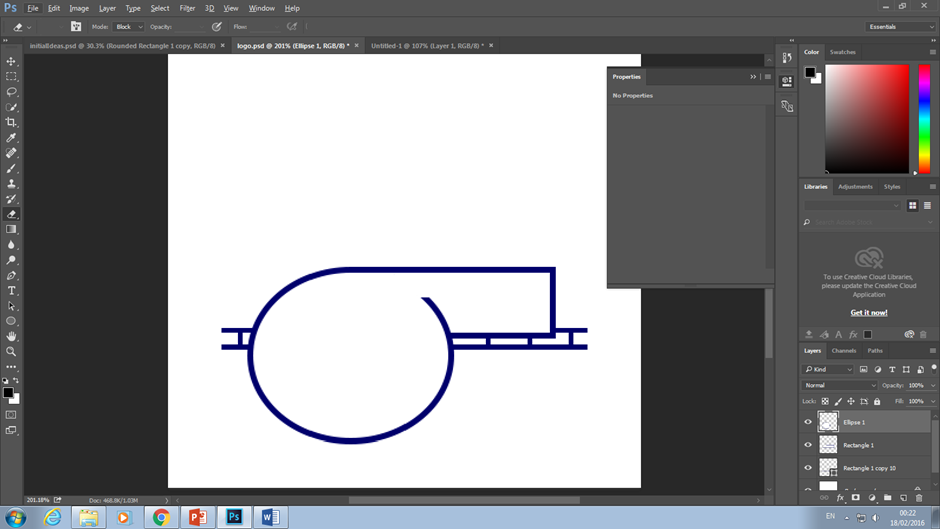 Ps File Edit Image Layer Type Select Filter 3D View Window Help
Mode: Block Opacity: Flow: Essentials
initialIdeas.psd @ 30.3% (Rounded Rectangle 1 copy, RGB/8) × logo.psd @ 201% (Ellipse 1, RGB/8) * × Untitled-1 @ 107% (Layer 1, RGB/8) * ×
Properties
No Properties
Color Swatches
Libraries Adjustments Styles
To use Creative Cloud Libraries,
please update the Creative Cloud
Application
Get it now!
Layers Channels Paths
Kind
Normal Opacity: 100%
Lock: Fill: 100%
Ellipse 1
Rectangle 1
Rectangle 1 copy 10
201.18% Doc: 468.8K/1.03M
EN 00:22
18/02/2016